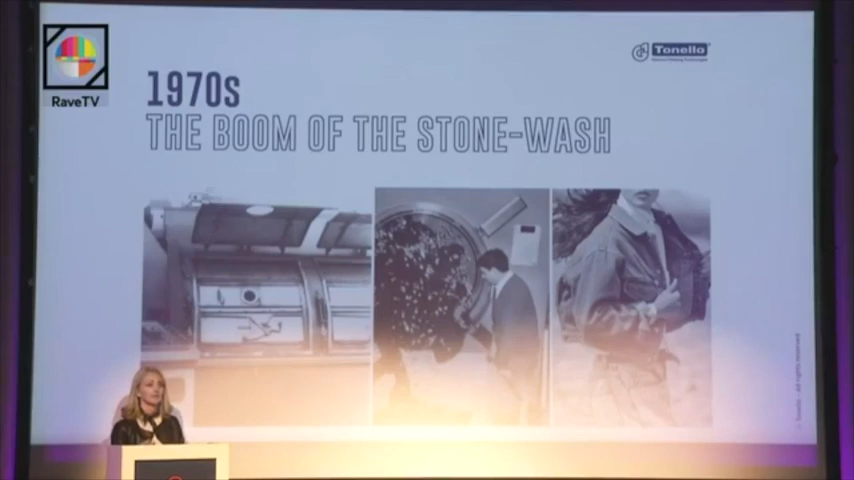 RaveTV
Tonello
1970s
THE BOOM OF THE STONE-WASH